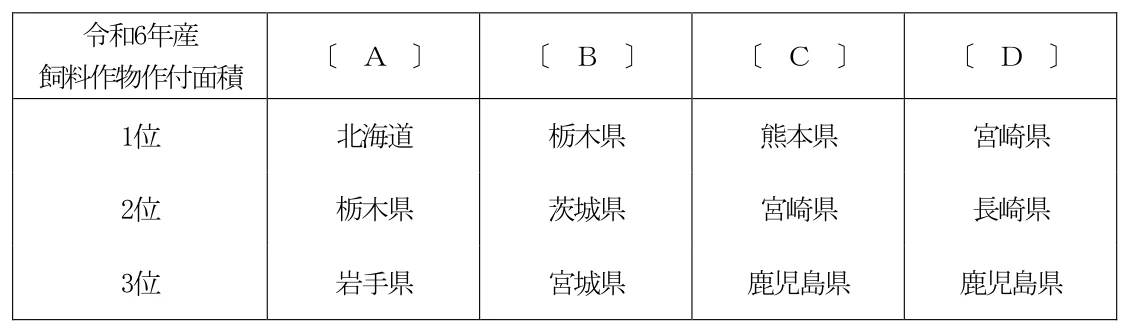 令和6年産
飼料作物作付面積
〔 A 〕 〔 B 〕 〔 C 〕 〔 D 〕
1位 北海道 栃木県 熊本県 宮崎県
2位 栃木県 茨城県 宮崎県 長崎県
3位 岩手県 宮城県 鹿児島県 鹿児島県